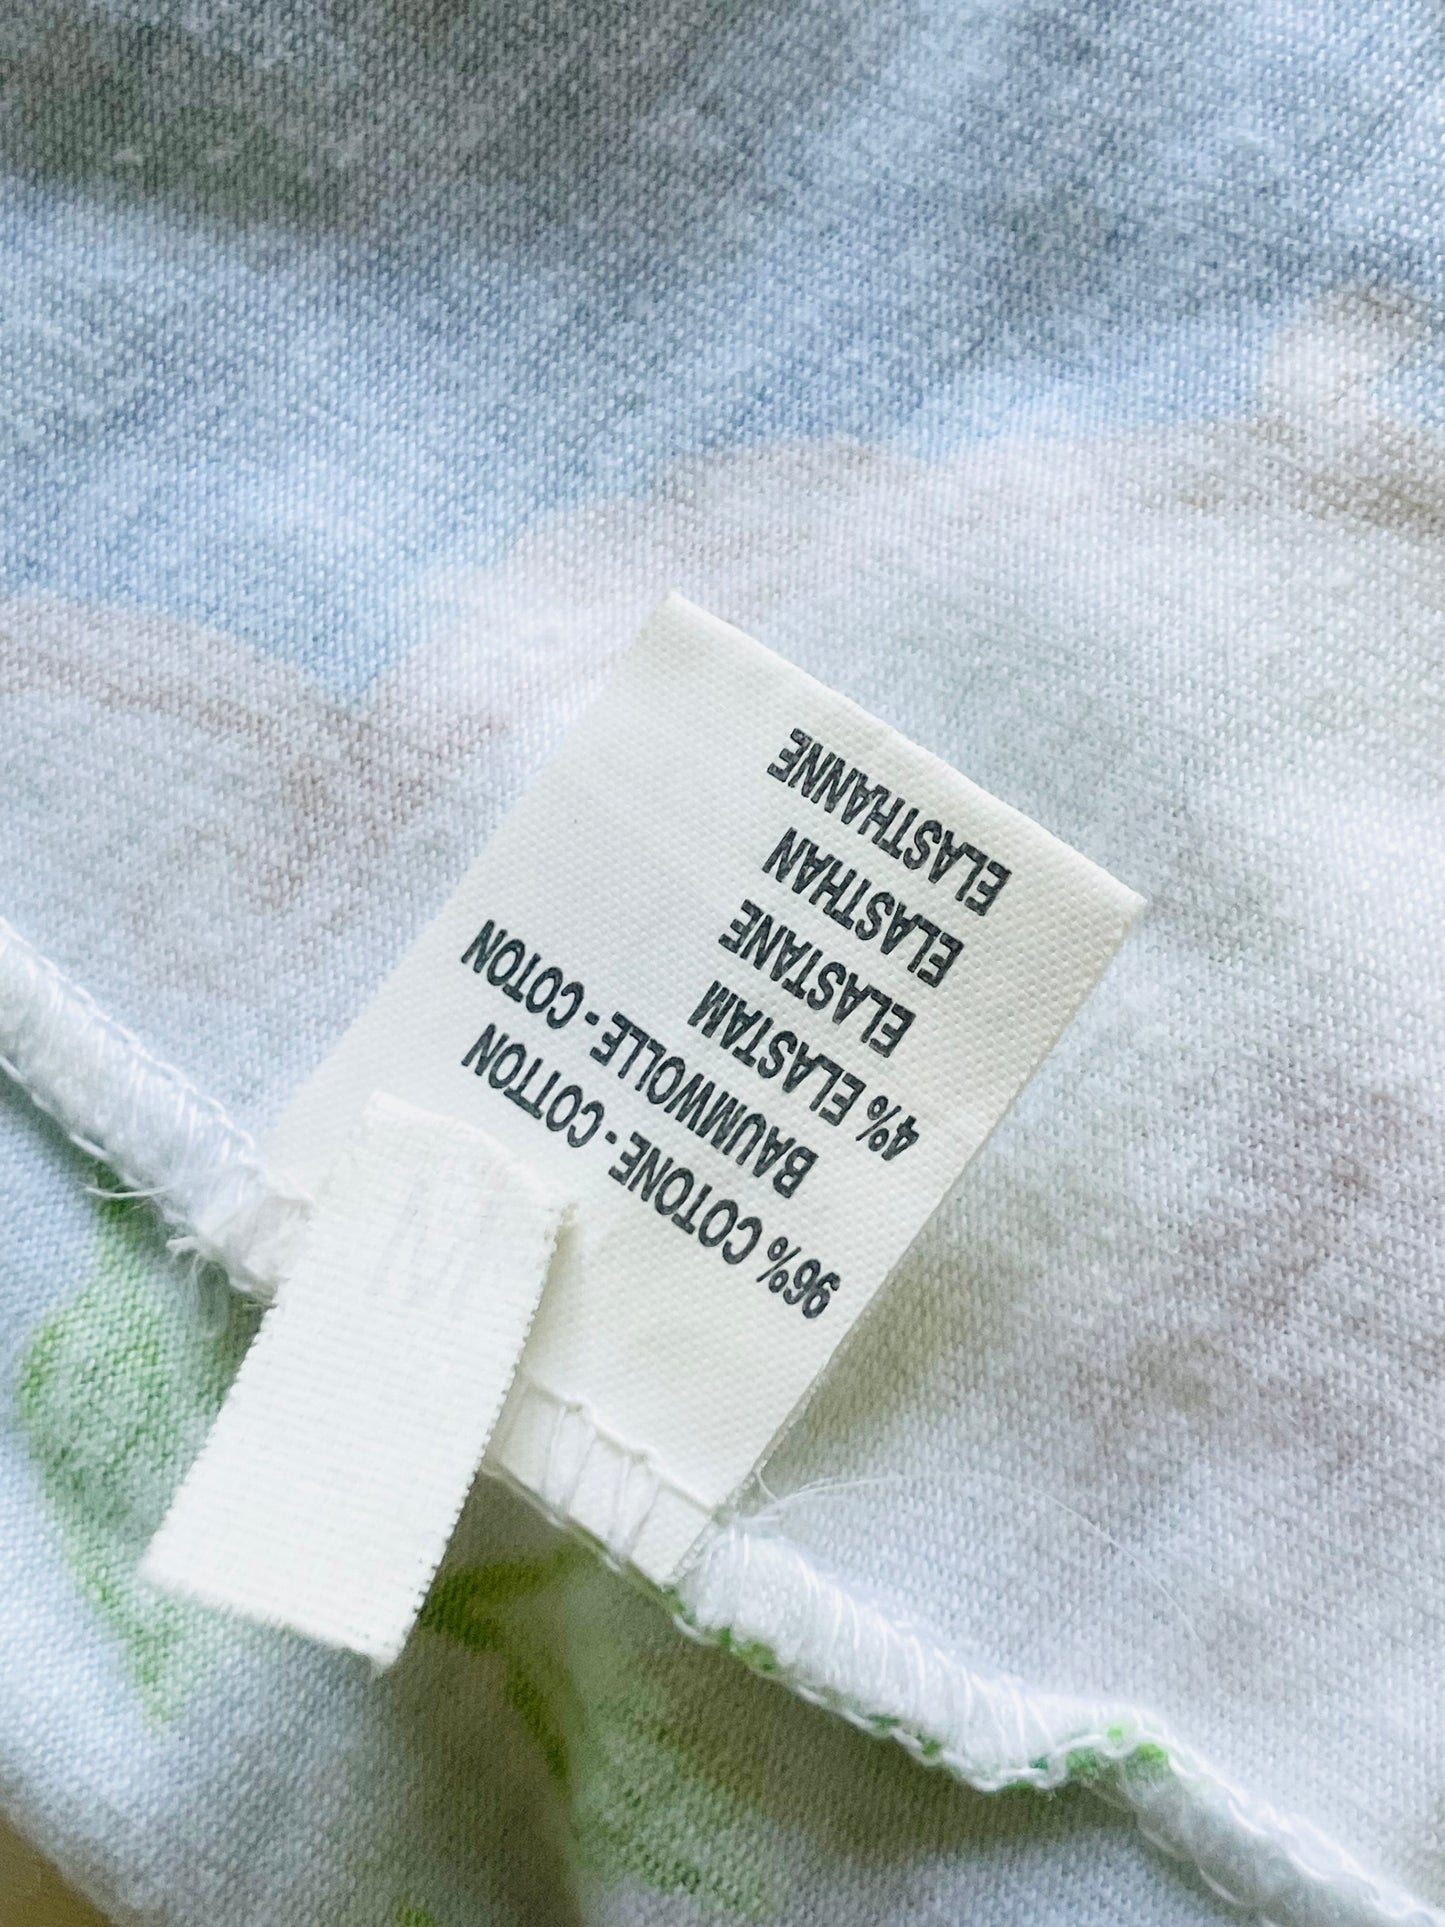 96% COTONE - COTTON
BAUMWOLLE - COTON
4% ELASTAM
ELASTANE
ELASTHAN
ELASTHANNE